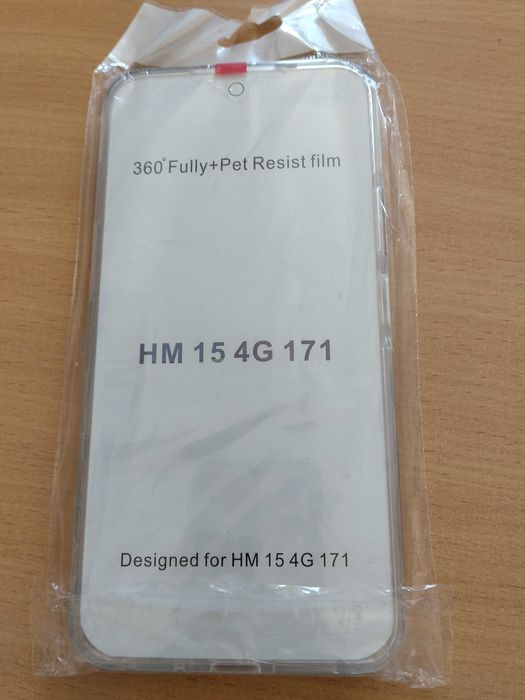 360°Fully+Pet Resist film
HM 15 4G 171
Designed for HM 15 4G 171